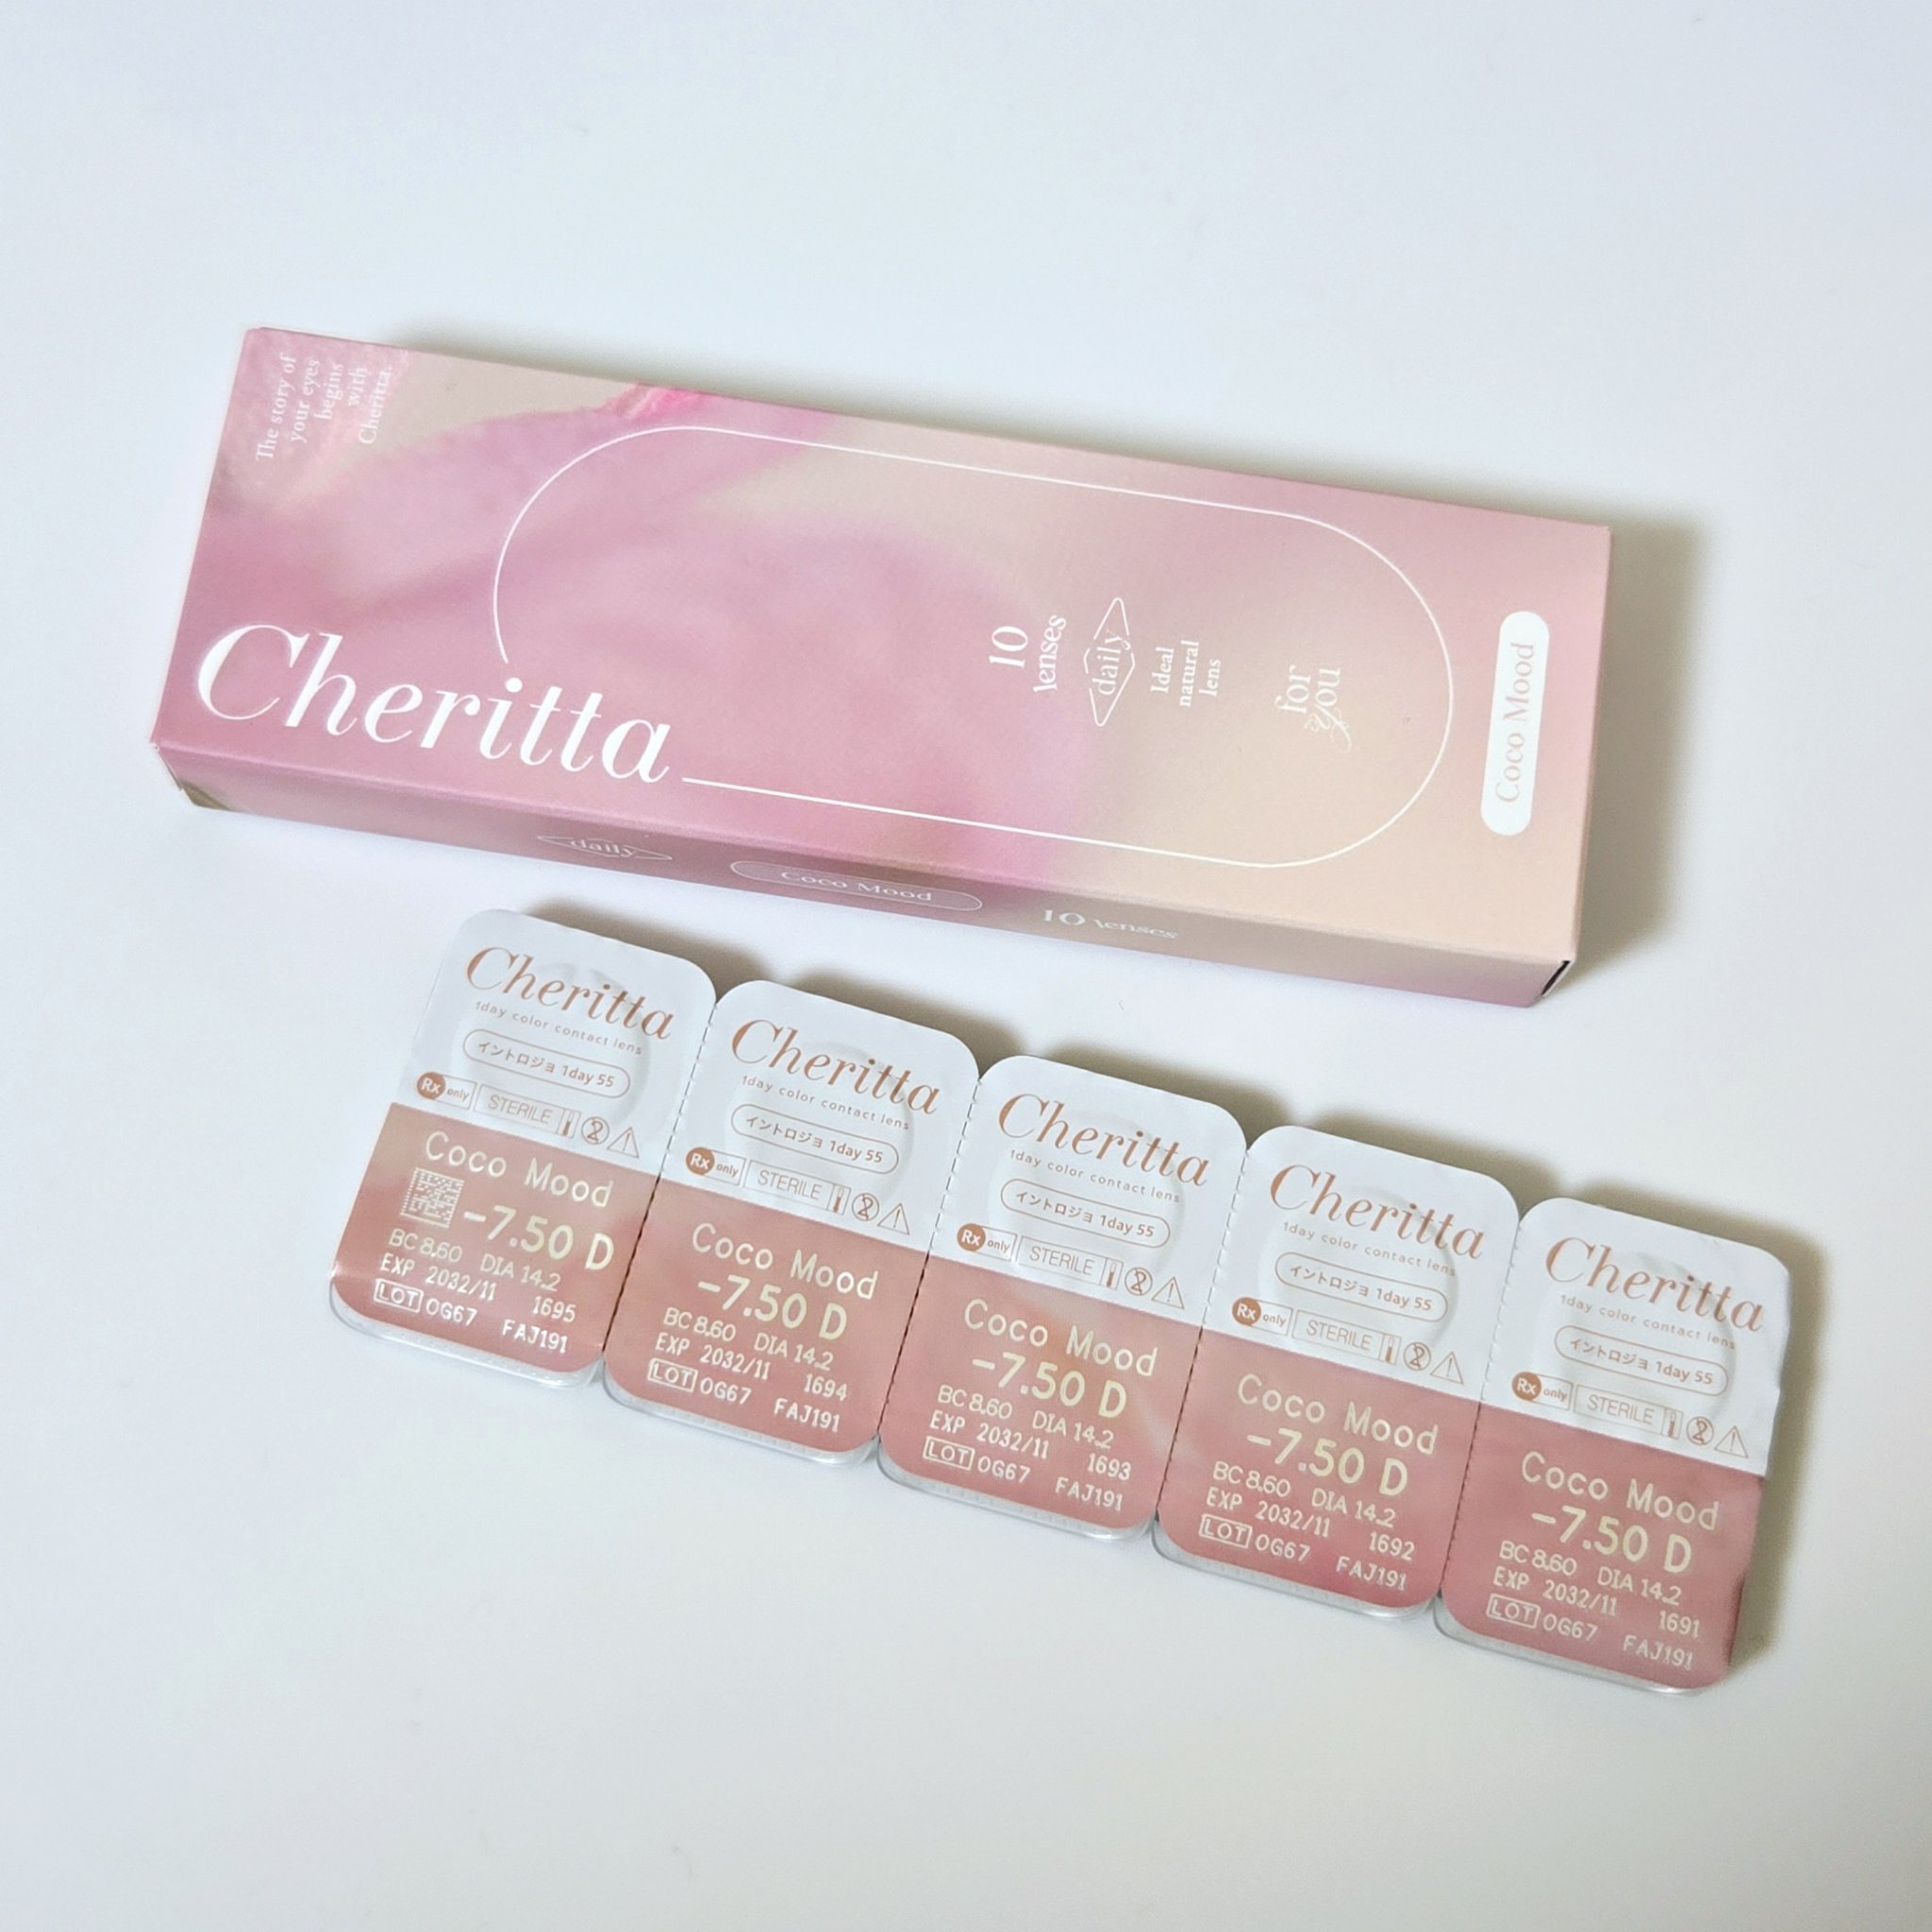 The story of
your eyes
begins
with
Cheritta.
Cheritta
10
lenses
daily
Ideal
natural
lens
for
you
Coco Mood
daily
Coco Mood
10 lenses
Cheritta
1day color contact lens
イントロジョ 1day 55
Rx only STERILE
Coco Mood
-7.50 D
BC 8.60 DIA 14.2
EXP 2032/11 1695
LOT OG67 FAJ191
Cheritta
1day color contact lens
イントロジョ 1day 55
Rx only STERILE
Coco Mood
-7.50 D
BC 8.60 DIA 14.2
EXP 2032/11 1694
LOT OG67 FAJ191
Cheritta
1day color contact lens
イントロジョ 1day 55
Rx only STERILE
Coco Mood
-7.50 D
BC 8.60 DIA 14.2
EXP 2032/11 1693
LOT OG67 FAJ191
Cheritta
1day color contact lens
イントロジョ 1day 55
Rx only STERILE
Coco Mood
-7.50 D
BC 8.60 DIA 14.2
EXP 2032/11 1692
LOT OG67 FAJ191
Cheritta
1day color contact lens
イントロジョ 1day 55
Rx only STERILE
Coco Mood
-7.50 D
BC 8.60 DIA 14.2
EXP 2032/11 1691
LOT OG67 FAJ191